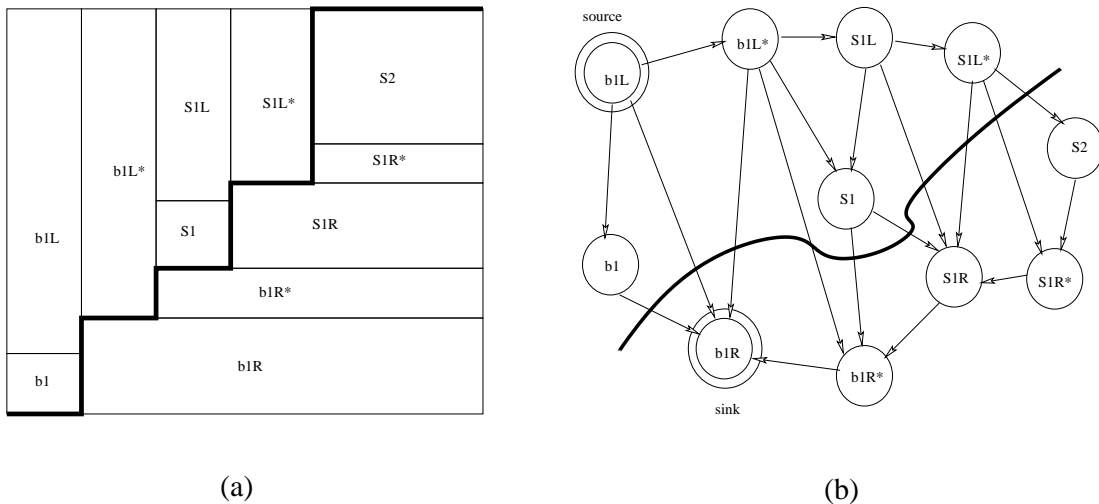 source
b1L
b1L*
S1L
S1L*
S2
S1
b1
S1R
S1R*
b1R
b1R*
sink
S2
S1L
S1L*
S1R*
b1L*
b1L
S1
S1R
b1R*
b1
b1R
(a)
(b)